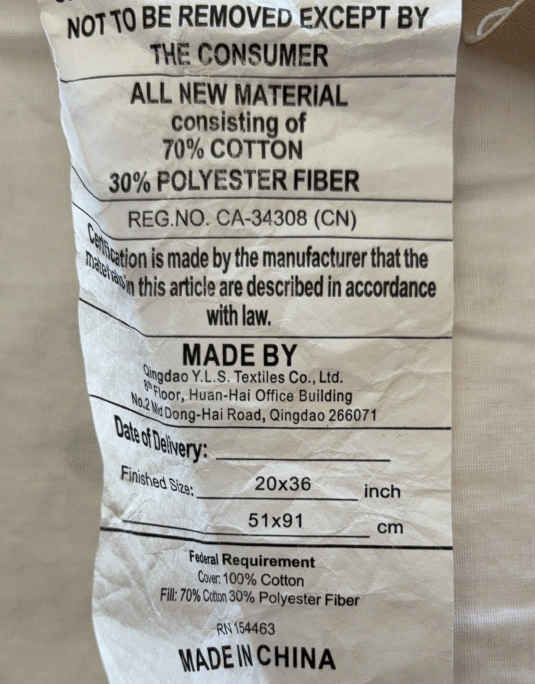 NOT TO BE REMOVED EXCEPT BY
THE CONSUMER
ALL NEW MATERIAL
consisting of
70% COTTON
30% POLYESTER FIBER
REG.NO. CA-34308 (CN)
Certification is made by the manufacturer that the
materials in this article are described in accordance
with law.
MADE BY
Qingdao Y.L.S. Textiles Co., Ltd.
8th Floor, Huan-Hai Office Building
No.2 Mid Dong-Hai Road, Qingdao 266071
Date of Delivery:
Finished Size: 20x36 inch
51x91 cm
Federal Requirement
Cover: 100% Cotton
Fill: 70% Cotton 30% Polyester Fiber
RN 154463
MADE IN CHINA